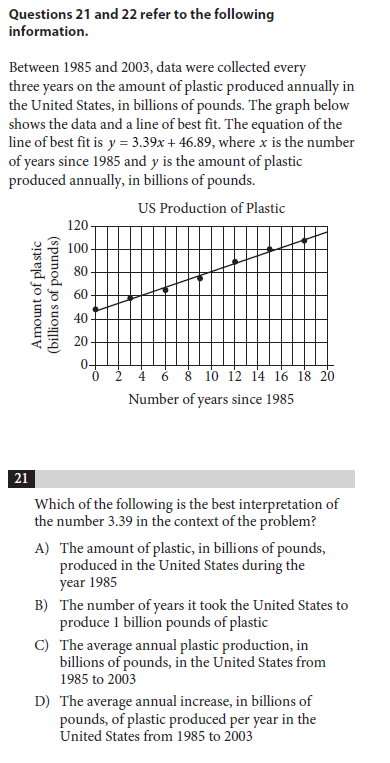 Questions 21 and 22 refer to the following
information.
Between 1985 and 2003, data were collected every
three years on the amount of plastic produced annually in
the United States, in billions of pounds. The graph below
shows the data and a line of best fit. The equation of the
line of best fit is y = 3.39x + 46.89, where x is the number
of years since 1985 and y is the amount of plastic
produced annually, in billions of pounds.
US Production of Plastic
Amount of plastic
(billions of pounds)
120
100
80
60
40
20
0
0 2 4 6 8 10 12 14 16 18 20
Number of years since 1985
21
Which of the following is the best interpretation of
the number 3.39 in the context of the problem?
A) The amount of plastic, in billions of pounds,
produced in the United States during the
year 1985
B) The number of years it took the United States to
produce 1 billion pounds of plastic
C) The average annual plastic production, in
billions of pounds, in the United States from
1985 to 2003
D) The average annual increase, in billions of
pounds, of plastic produced per year in the
United States from 1985 to 2003